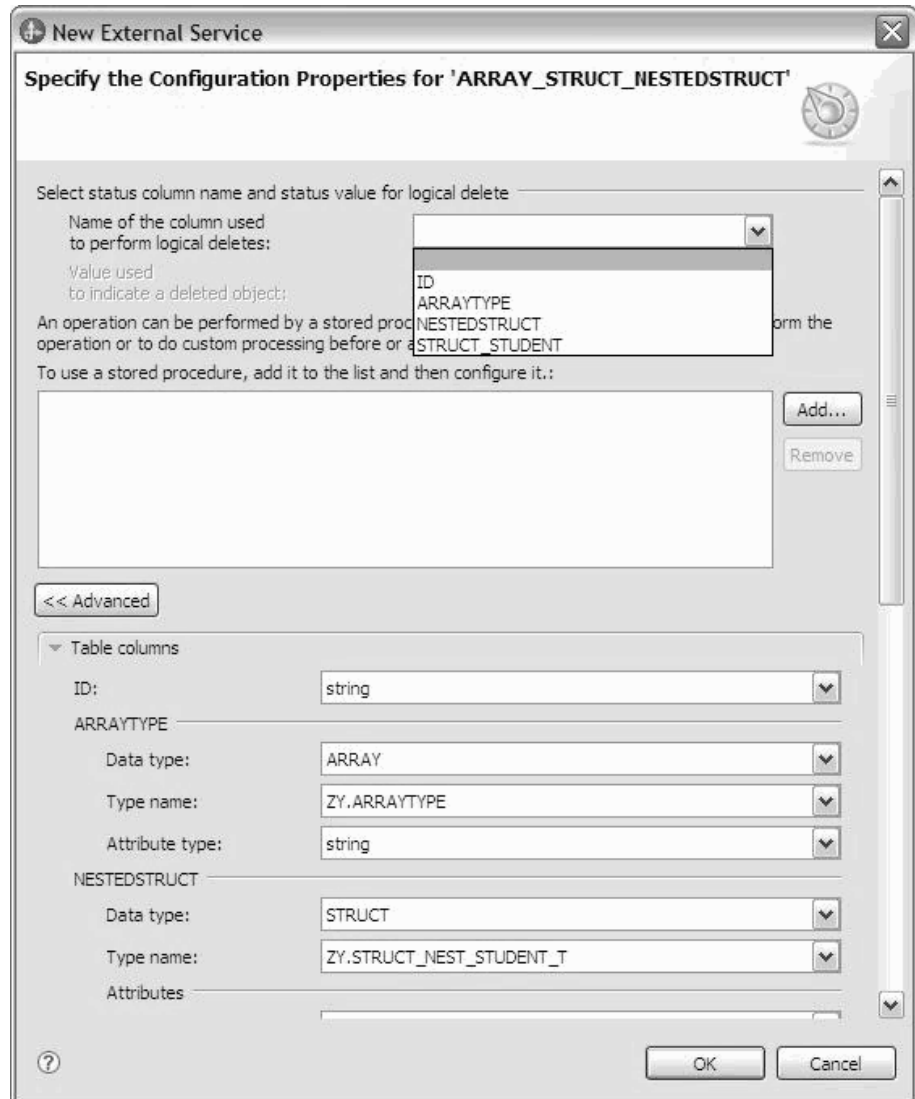 New External Service
Specify the Configuration Properties for 'ARRAY_STRUCT_NESTEDSTRUCT'
Select status column name and status value for logical delete
Name of the column used
to perform logical deletes:
Value used
to indicate a deleted object:
ID
ARRAYTYPE
NESTEDSTRUCT
STRUCT_STUDENT
An operation can be performed by a stored proc orm the
operation or to do custom processing before or a
To use a stored procedure, add it to the list and then configure it.:
Add...
Remove
<< Advanced
Table columns
ID: string
ARRAYTYPE
Data type: ARRAY
Type name: ZY.ARRAYTYPE
Attribute type: string
NESTEDSTRUCT
Data type: STRUCT
Type name: ZY.STRUCT_NEST_STUDENT_T
Attributes
? OK Cancel